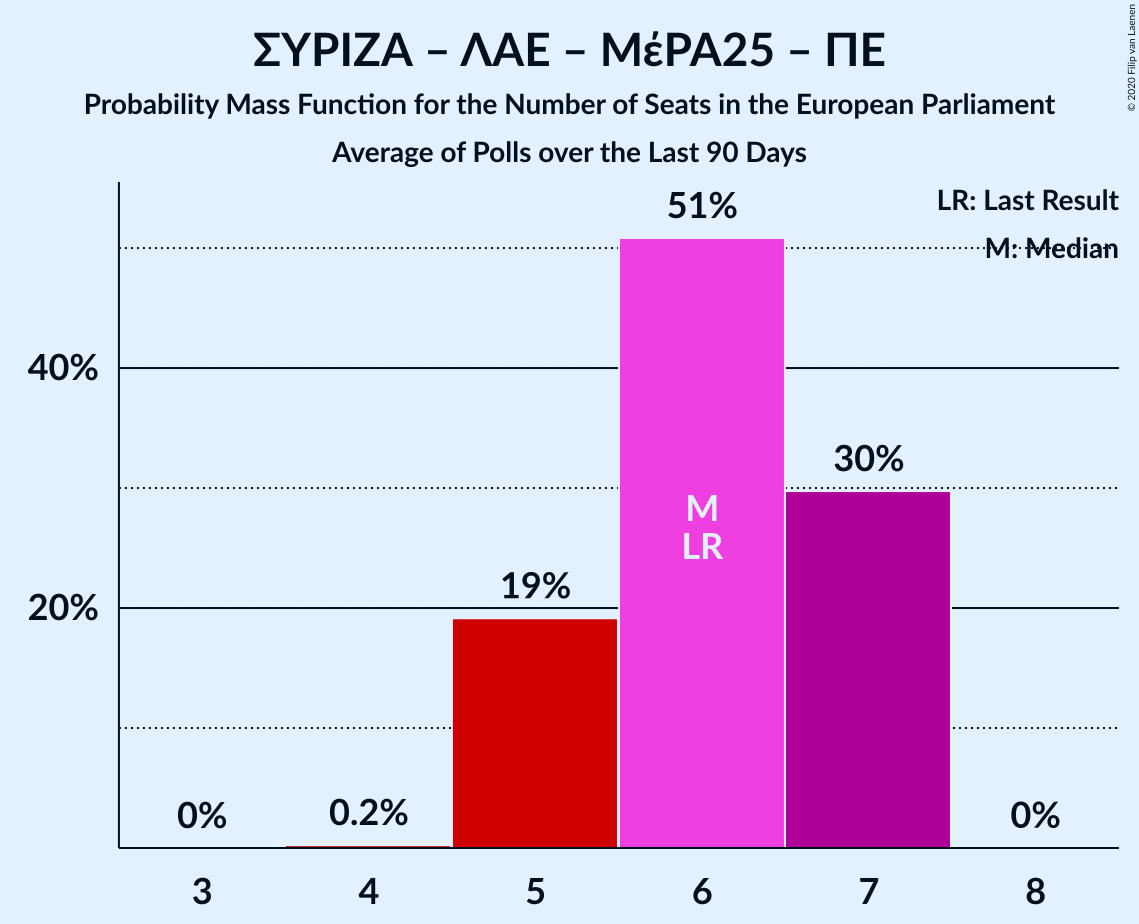 ΣΥΡΙΖΑ – ΛΑΕ – ΜέΡΑ25 – ΠΕ
Probability Mass Function for the Number of Seats in the European Parliament
Average of Polls over the Last 90 Days
© 2020 Filip van Laenen
LR: Last Result
M: Median
51%
40%
30%
M
LR
20%
19%
0%
0.2%
0%
3 4 5 6 7 8